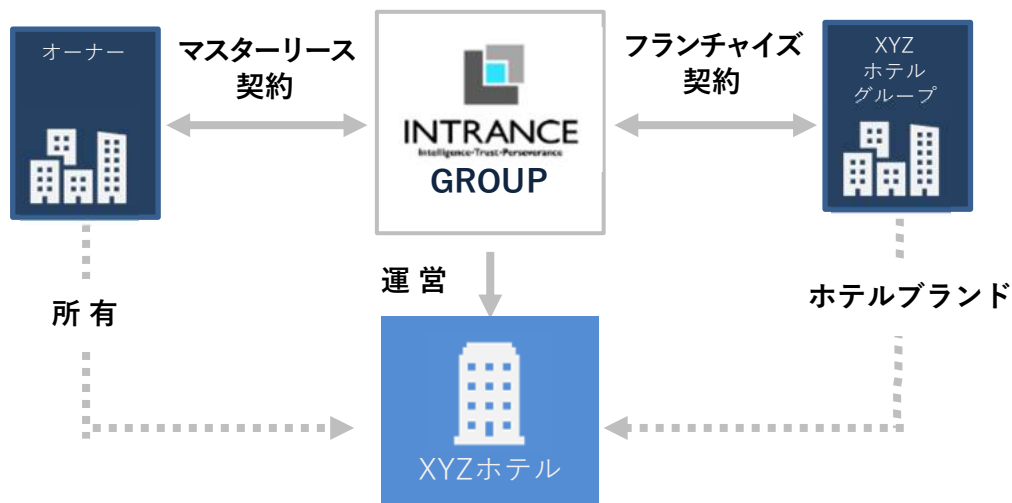 オーナー
マスターリース
契約
INTRANCE
Intelligence・Trust・Perseverance
GROUP
フランチャイズ
契約
XYZ
ホテル
グループ
所 有
運 営
ホテルブランド
XYZホテル